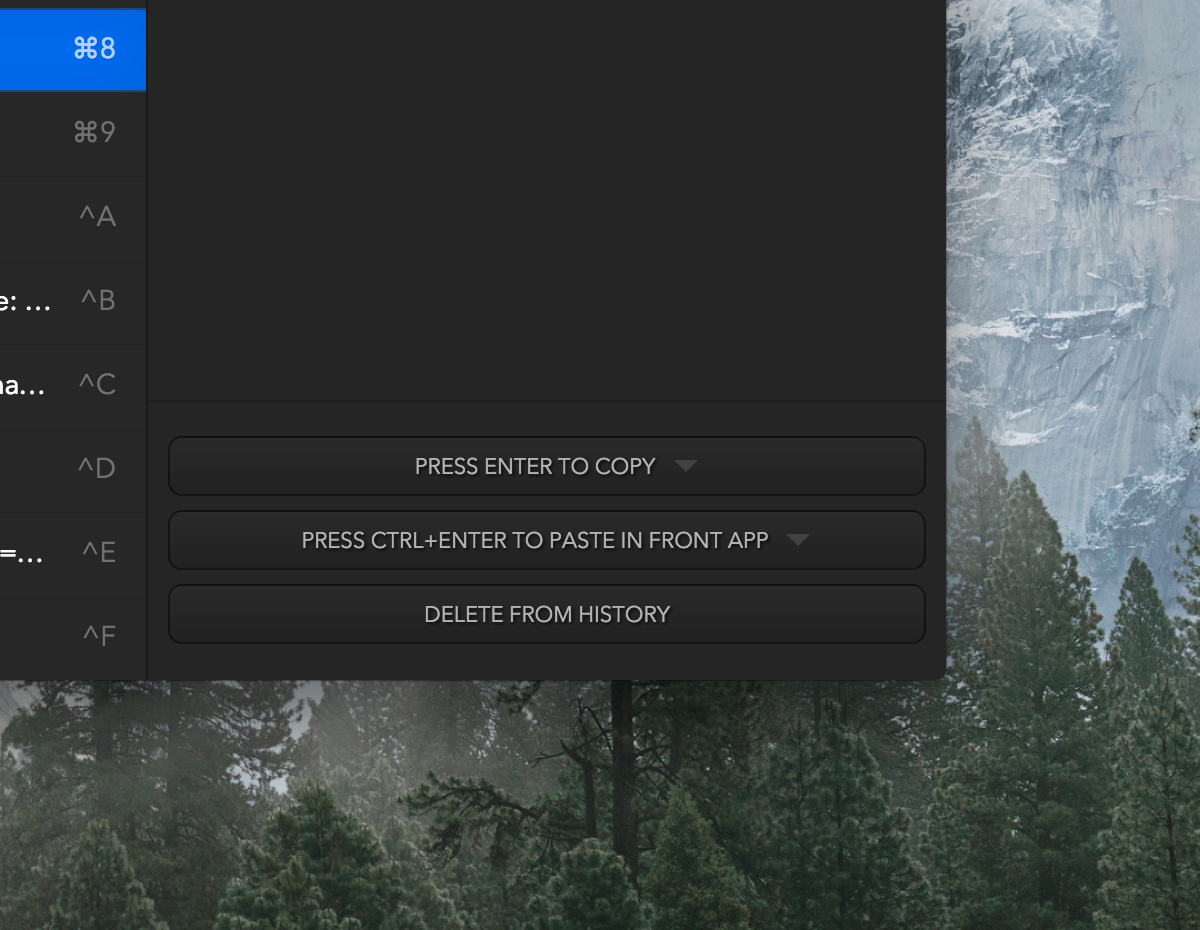 ⌘8
⌘9
^A
e: … ^B
na… ^C
^D
=… ^E
^F
PRESS ENTER TO COPY
PRESS CTRL+ENTER TO PASTE IN FRONT APP
DELETE FROM HISTORY